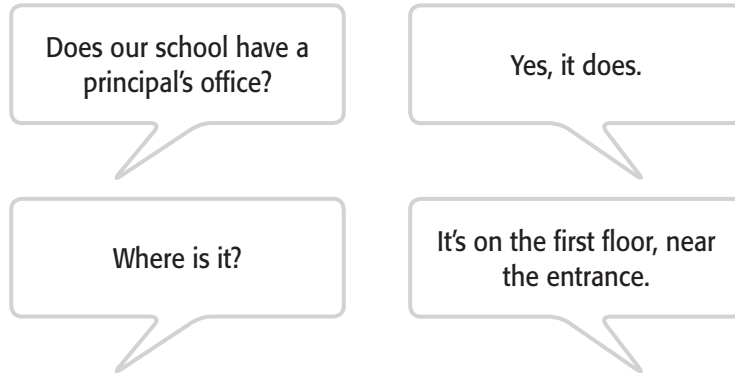 Does our school have a
principal's office?
Yes, it does.
Where is it?
It's on the first floor, near
the entrance.